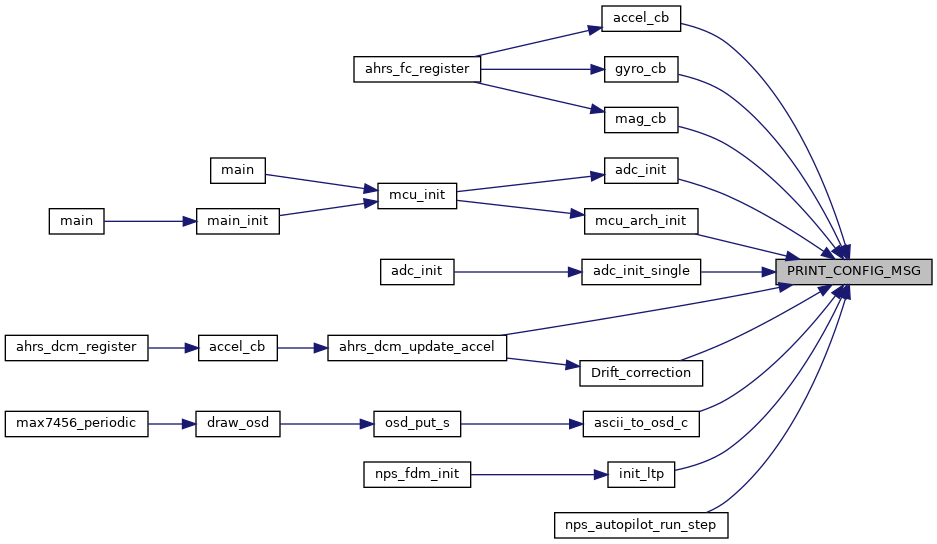 accel_cb
ahrs_fc_register
gyro_cb
mag_cb
main
adc_init
mcu_init
main
main_init
mcu_arch_init
adc_init
adc_init_single
PRINT_CONFIG_MSG
ahrs_dcm_register
accel_cb
ahrs_dcm_update_accel
Drift_correction
max7456_periodic
draw_osd
osd_put_s
ascii_to_osd_c
nps_fdm_init
init_ltp
nps_autopilot_run_step